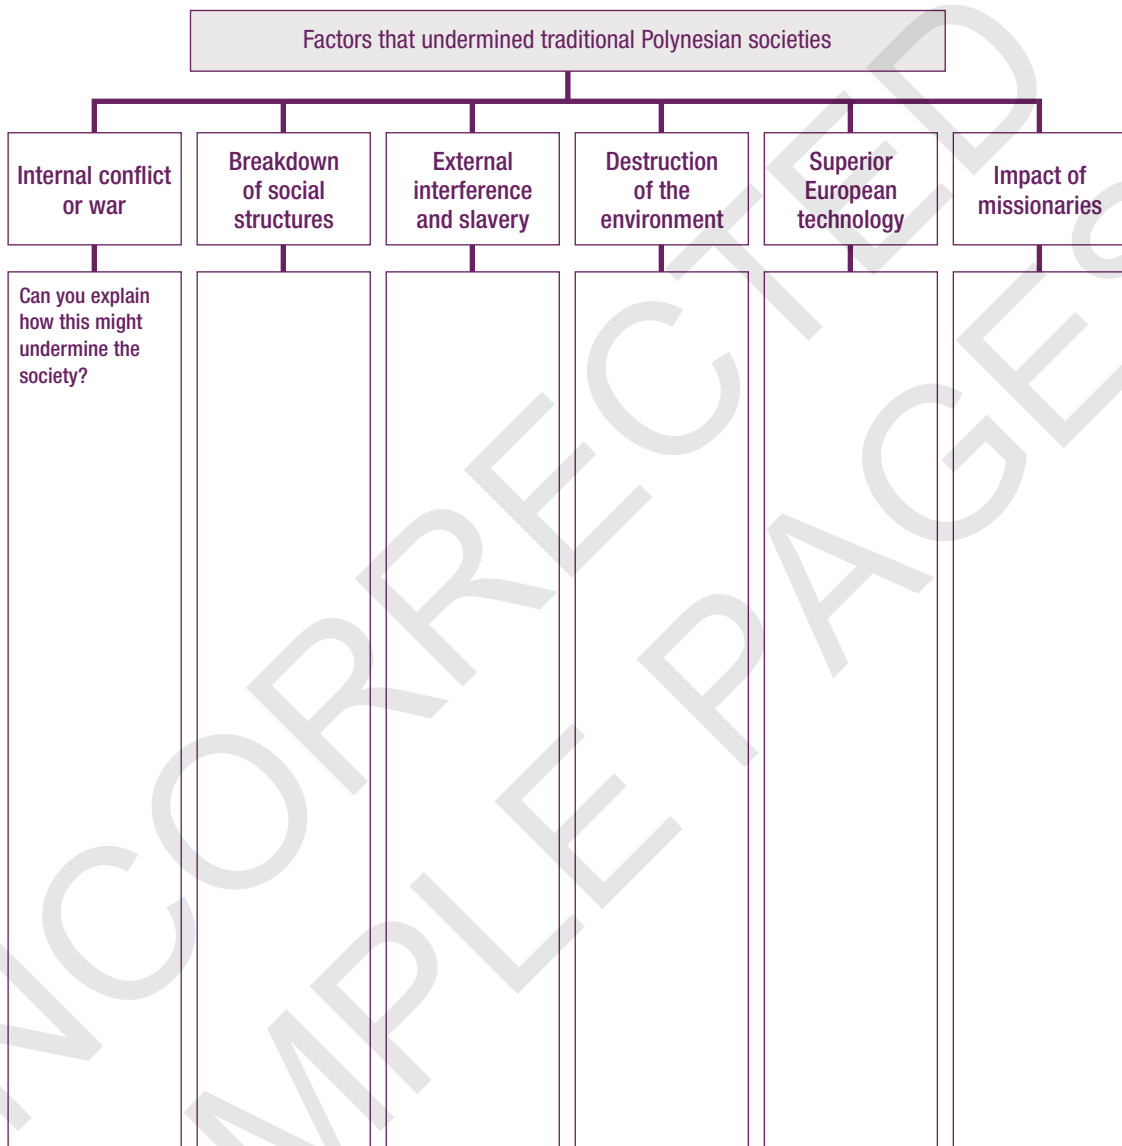 Factors that undermined traditional Polynesian societies
Internal conflict
or war
Breakdown
of social
structures
External
interference
and slavery
Destruction
of the
environment
Superior
European
technology
Impact of
missionaries
Can you explain
how this might
undermine the
society?
NCORRECTED
MPLE PAGES